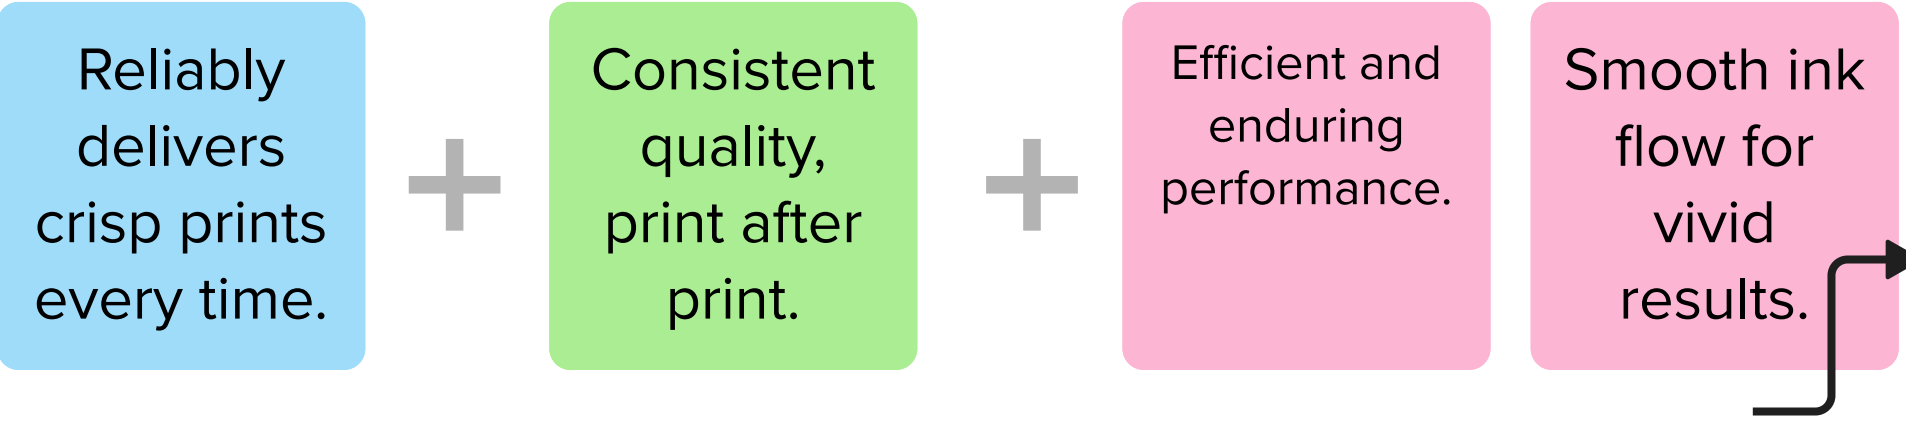 Reliably
delivers
crisp prints
every time.
+
Consistent
quality,
print after
print.
+
Efficient and
enduring
performance.
Smooth ink
flow for
vivid
results.